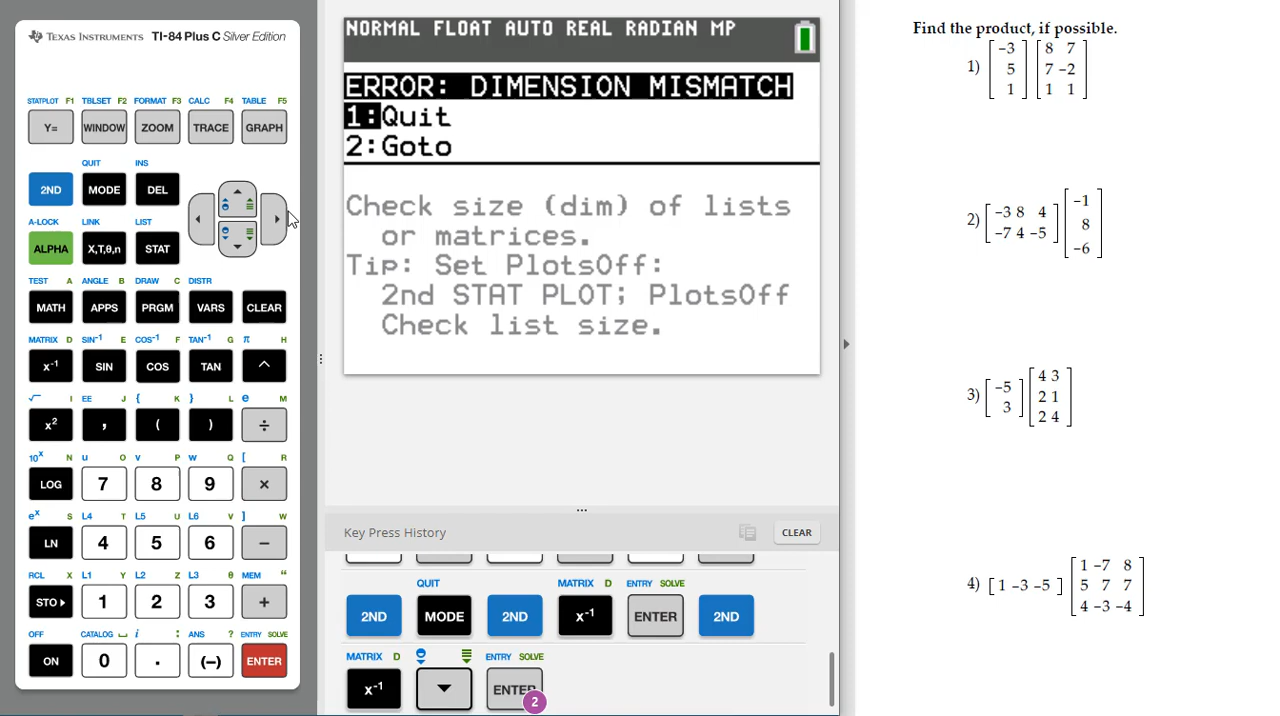 TEXAS INSTRUMENTS TI-84 Plus C Silver Edition
STATPLOT F1 TBLSET F2 FORMAT F3 CALC F4 TABLE F5
Y= WINDOW ZOOM TRACE GRAPH
QUIT INS
2ND MODE DEL
A-LOCK LINK LIST
ALPHA X,T,θ,n STAT
TEST A ANGLE B DRAW C DISTR
MATH APPS PRGM VARS CLEAR
MATRIX D SIN⁻¹ E COS⁻¹ F TAN⁻¹ G π H
x⁻¹ SIN COS TAN ^
√ I EE J { K } L e M
x² , ( ) ÷
10ˣ N u O v P w Q [ R
LOG 7 8 9 ×
eˣ S L4 T L5 U L6 V ] W
LN 4 5 6 −
RCL X L1 Y L2 Z L3 θ MEM “
STO▸ 1 2 3 +
OFF CATALOG ⎵ i : ANS ? ENTRY SOLVE
ON 0 . (−) ENTER
NORMAL FLOAT AUTO REAL RADIAN MP
ERROR: DIMENSION MISMATCH
1:Quit
2:Goto
Check size (dim) of lists
or matrices.
Tip: Set PlotsOff:
2nd STAT PLOT; PlotsOff
Check list size.
Key Press History CLEAR
QUIT MATRIX D ENTRY SOLVE
2ND MODE 2ND x⁻¹ ENTER 2ND
MATRIX D ENTRY SOLVE
x⁻¹ ENTER
2
Find the product, if possible.
1) [−3 5 1] [8 7 7 −2 1 1]
2) [−3 8 4 −7 4 −5] [−1 8 −6]
3) [−5 3] [4 3 2 1 2 4]
4) [1 −3 −5] [1 −7 8 5 7 7 4 −3 −4]